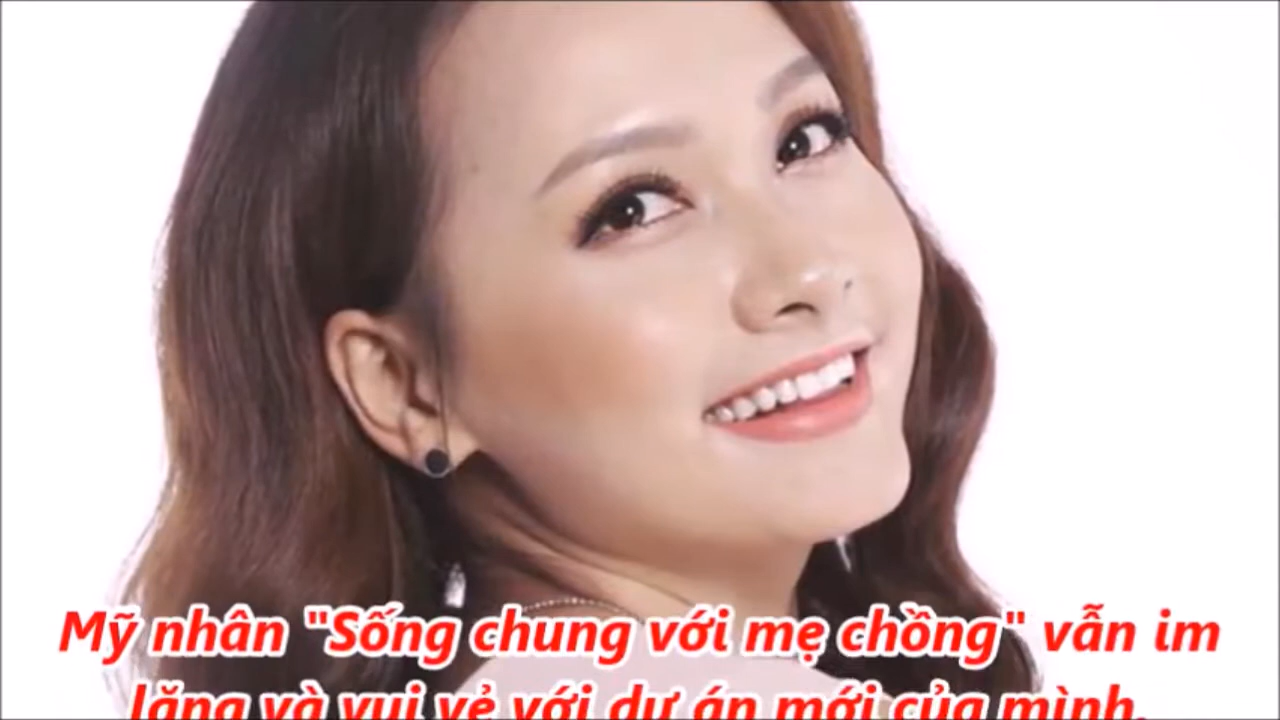 Mỹ nhân "Sống chung với mẹ chồng" vẫn im
lặng và vui vẻ với dự án mới của mình.